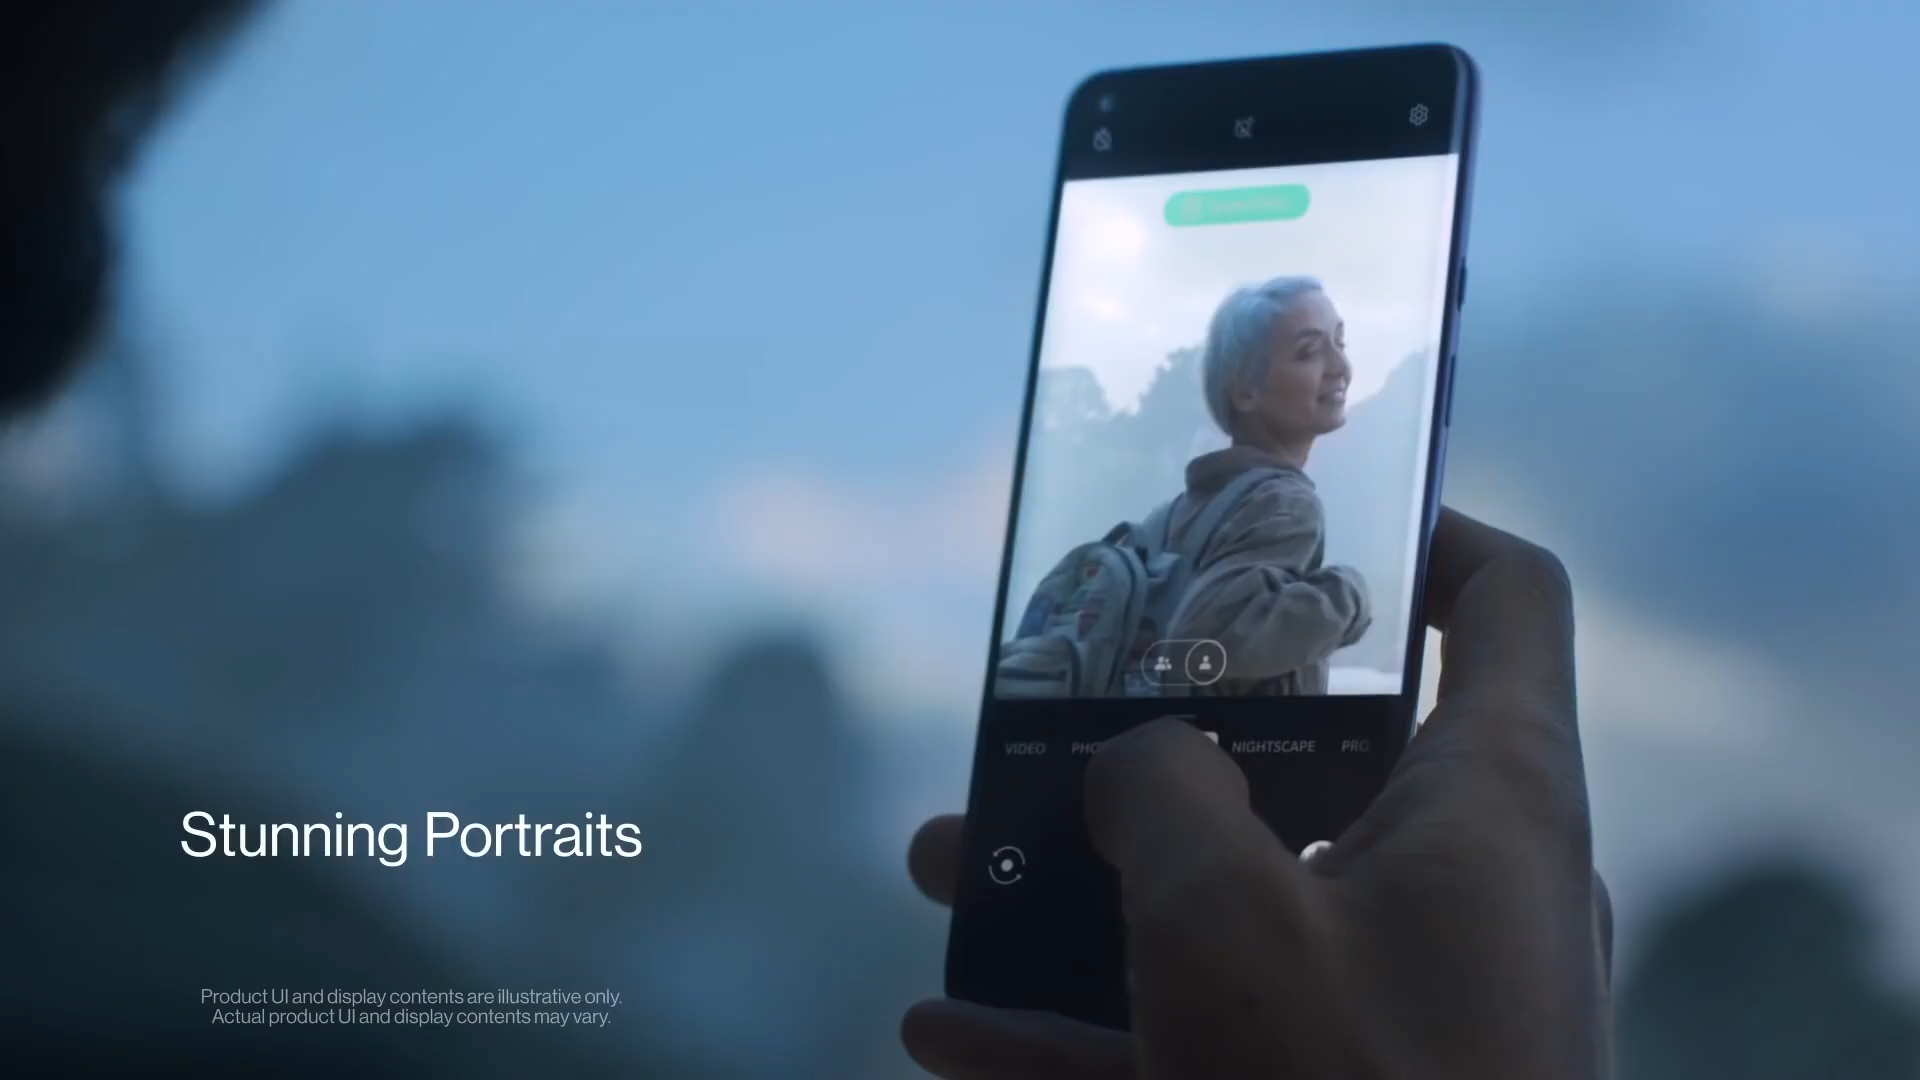 VIDEO
NIGHTSCAPE
Stunning Portraits
Product UI and display contents are illustrative only.
Actual product UI and display contents may vary.